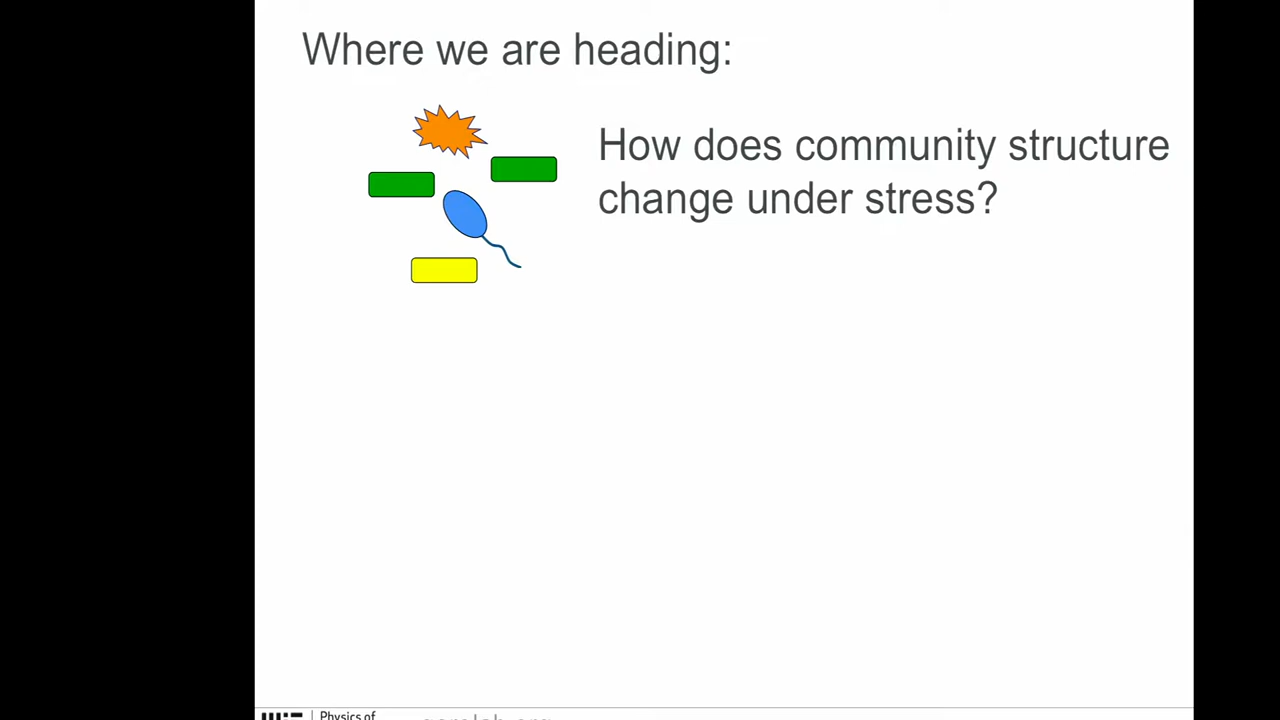 Where we are heading:
How does community structure
change under stress?
Physics of